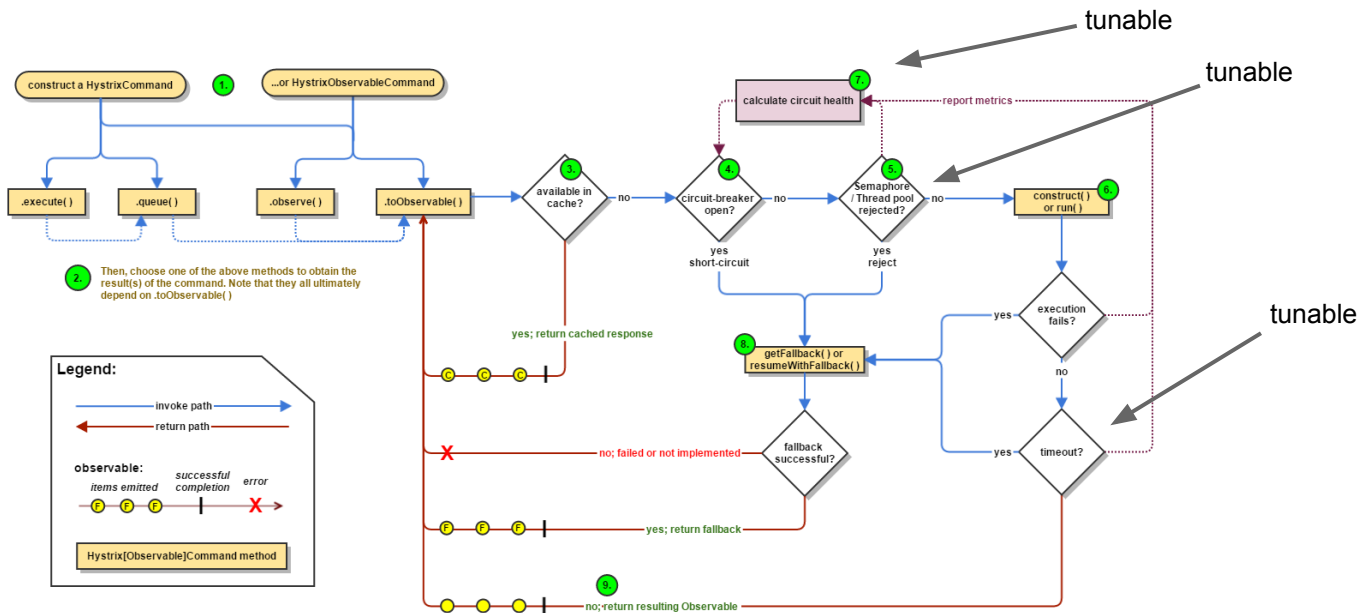 tunable
tunable
7.
construct a HystrixCommand
1.
...or HystrixObservableCommand
calculate circuit health
report metrics
3.
4.
5.
6.
.execute( )
.queue( )
.observe( )
.toObservable( )
available in
cache?
no
circuit-breaker
open?
no
Semaphore
/ Thread pool
rejected?
no
construct( )
or run( )
yes
short-circuit
yes
reject
2.
Then, choose one of the above methods to obtain the
result(s) of the command. Note that they all ultimately
depend on .toObservable( )
yes
execution
fails?
tunable
yes; return cached response
8.
getFallback( ) or
resumeWithFallback( )
no
C C C
Legend:
invoke path
return path
observable:
items emitted
successful
completion
error
F F F
Hystrix[Observable]Command method
X
no; failed or not implemented
fallback
successful?
yes
timeout?
F F F
yes; return fallback
9.
no; return resulting Observable